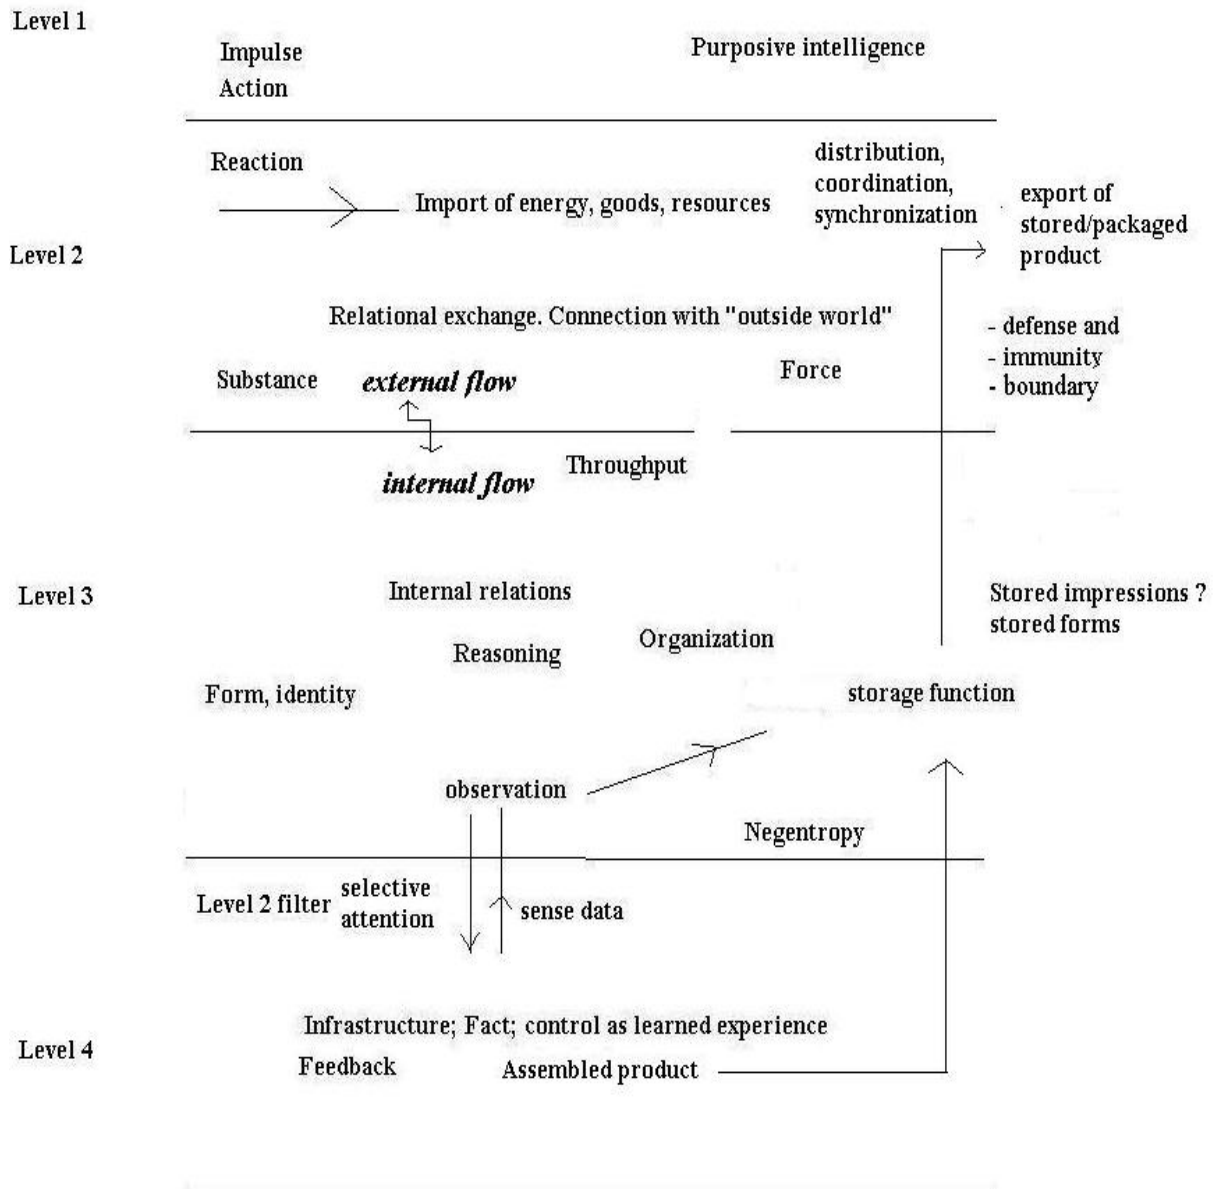 Level 1
Impulse
Action
Purposive intelligence
Reaction
Import of energy, goods, resources
distribution,
coordination,
synchronization
export of
stored/packaged
product
Level 2
Relational exchange. Connection with "outside world"
- defense and
- immunity
- boundary
Substance
external flow
Force
internal flow
Throughput
Level 3
Internal relations
Reasoning
Organization
Stored impressions ?
stored forms
Form, identity
storage function
observation
Negentropy
Level 2 filter
selective
attention
sense data
Level 4
Infrastructure; Fact; control as learned experience
Feedback
Assembled product